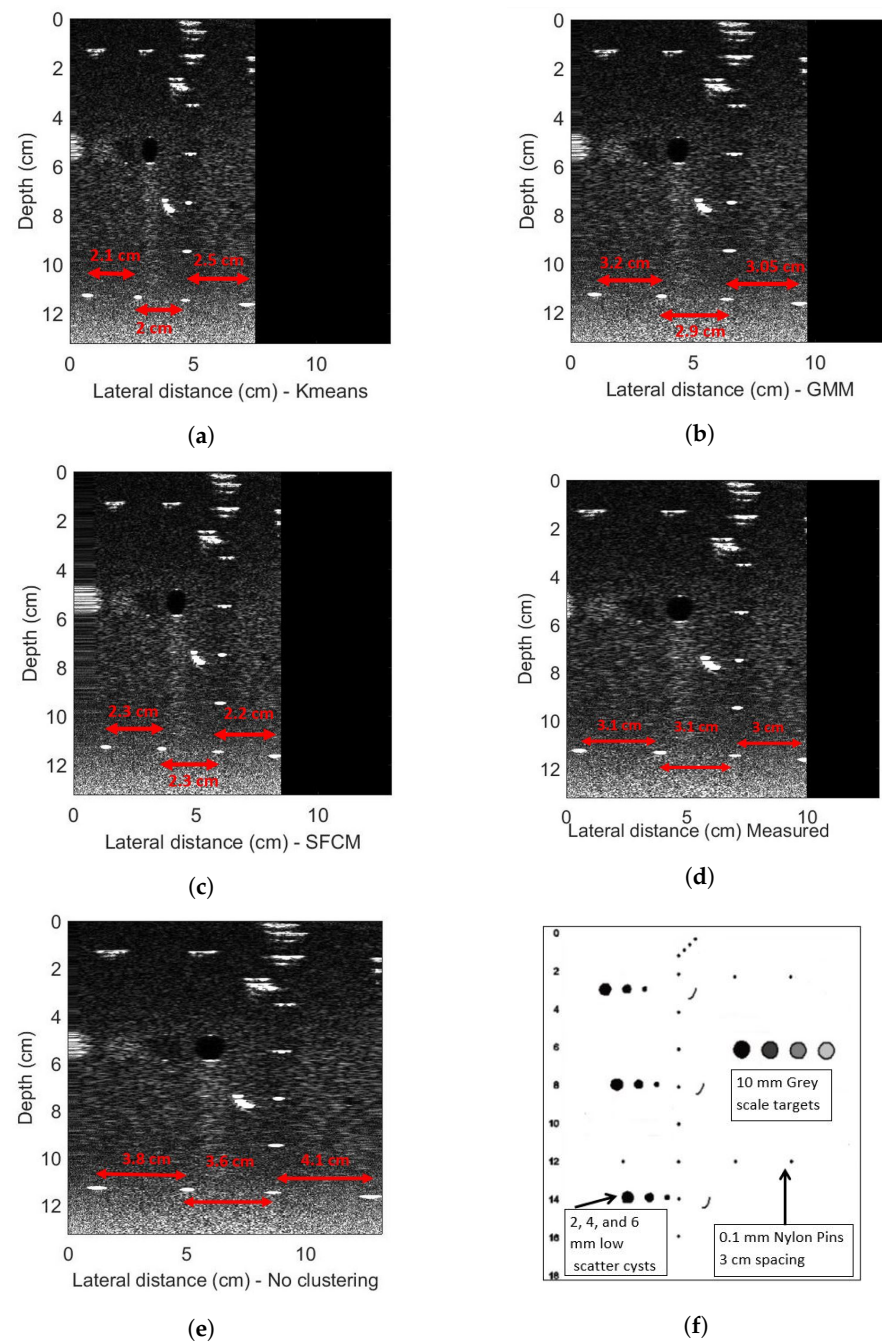 0
2
4
6
8
10
12
Depth (cm)
2.1 cm
2.5 cm
2 cm
0 5 10
Lateral distance (cm) - Kmeans
(a)
0
2
4
6
8
10
12
Depth (cm)
3.2 cm
3.05 cm
2.9 cm
0 5 10
Lateral distance (cm) - GMM
(b)
0
2
4
6
8
10
12
Depth (cm)
2.3 cm
2.2 cm
2.3 cm
0 5 10
Lateral distance (cm) - SFCM
(c)
0
2
4
6
8
10
12
Depth (cm)
3.1 cm
3.1 cm
3 cm
0 5 10
Lateral distance (cm) Measured
(d)
0
2
4
6
8
10
12
Depth (cm)
3.8 cm
3.6 cm
4.1 cm
0 5 10
Lateral distance (cm) - No clustering
(e)
0
2
4
6
8
10
12
14
16
18
10 mm Grey
scale targets
2, 4, and 6
mm low
scatter cysts
0.1 mm Nylon Pins
3 cm spacing
(f)